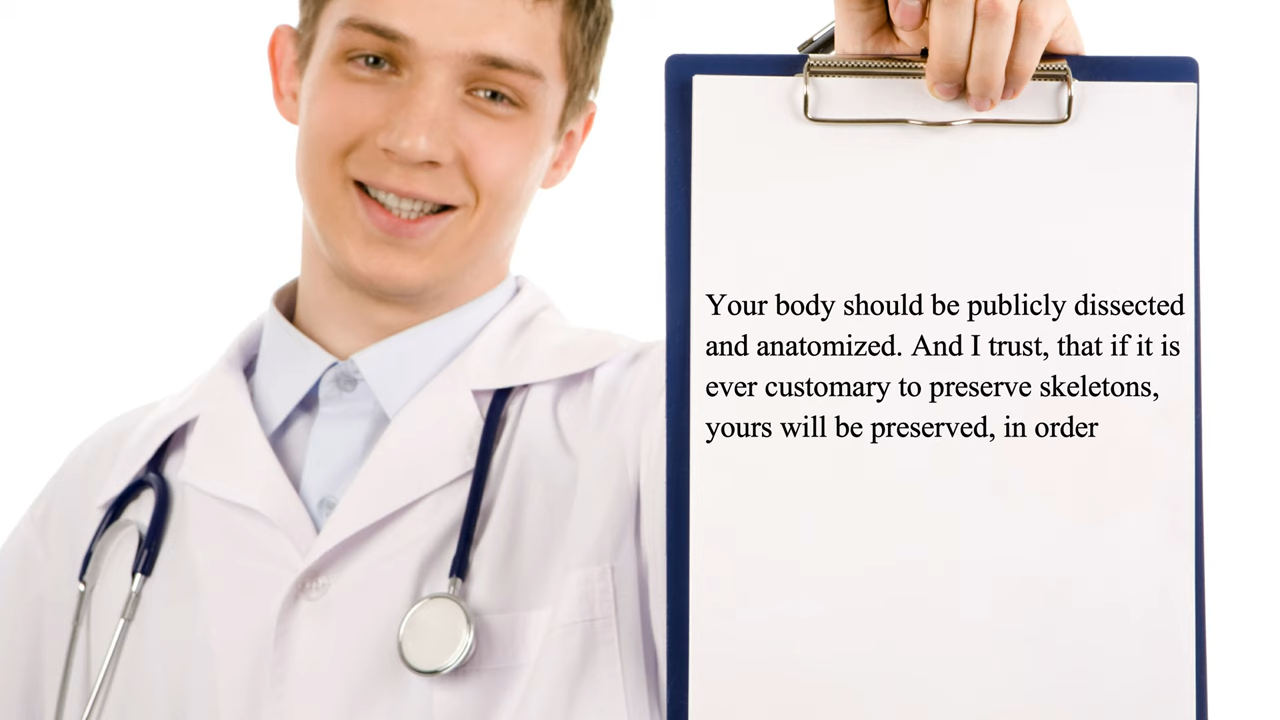 Your body should be publicly dissected
and anatomized. And I trust, that if it is
ever customary to preserve skeletons,
yours will be preserved, in order